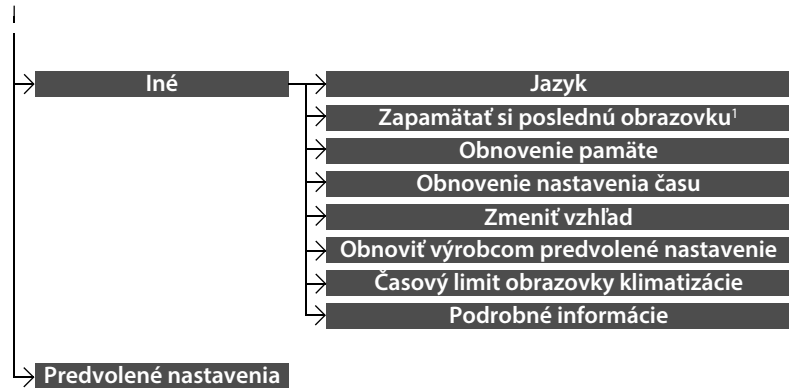 Iné
Jazyk
Zapamätať si poslednú obrazovku¹
Obnovenie pamäte
Obnovenie nastavenia času
Zmeniť vzhľad
Obnoviť výrobcom predvolené nastavenie
Časový limit obrazovky klimatizácie
Podrobné informácie
Predvolené nastavenia